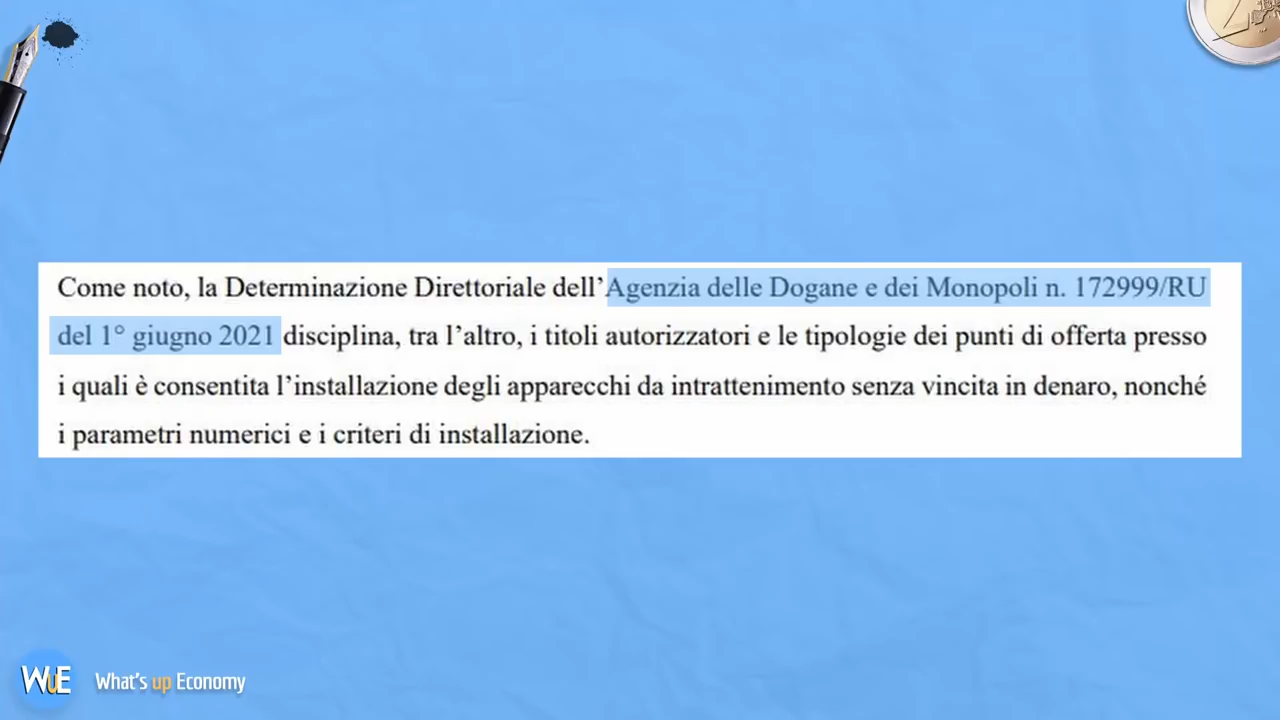 Come noto, la Determinazione Direttoriale dell’Agenzia delle Dogane e dei Monopoli n. 172999/RU
del 1° giugno 2021 disciplina, tra l’altro, i titoli autorizzatori e le tipologie dei punti di offerta presso
i quali è consentita l’installazione degli apparecchi da intrattenimento senza vincita in denaro, nonché
i parametri numerici e i criteri di installazione.
WuE What's up Economy